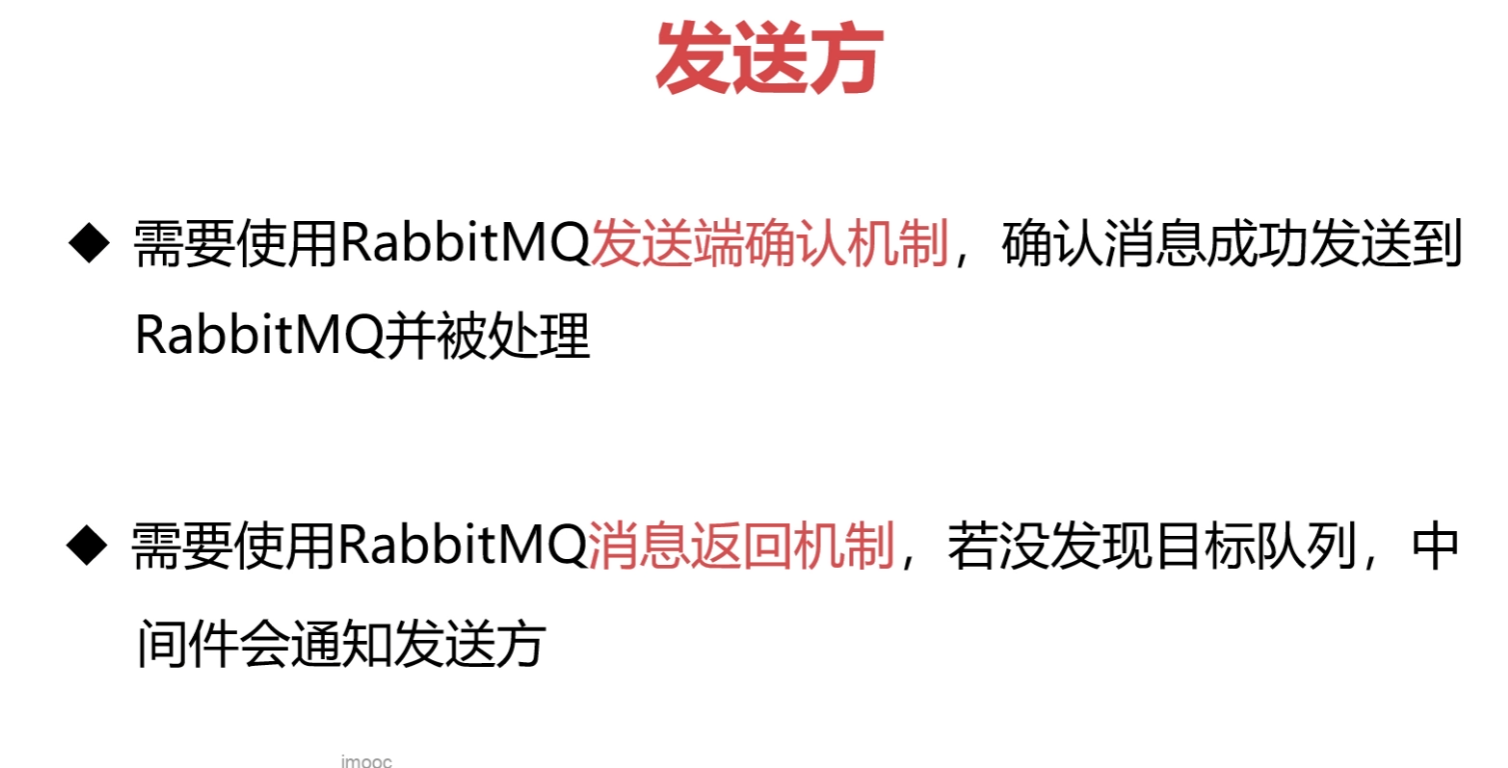 发送方
◆ 需要使用RabbitMQ发送端确认机制，确认消息成功发送到
RabbitMQ并被处理
◆ 需要使用RabbitMQ消息返回机制，若没发现目标队列，中
间件会通知发送方
imooc